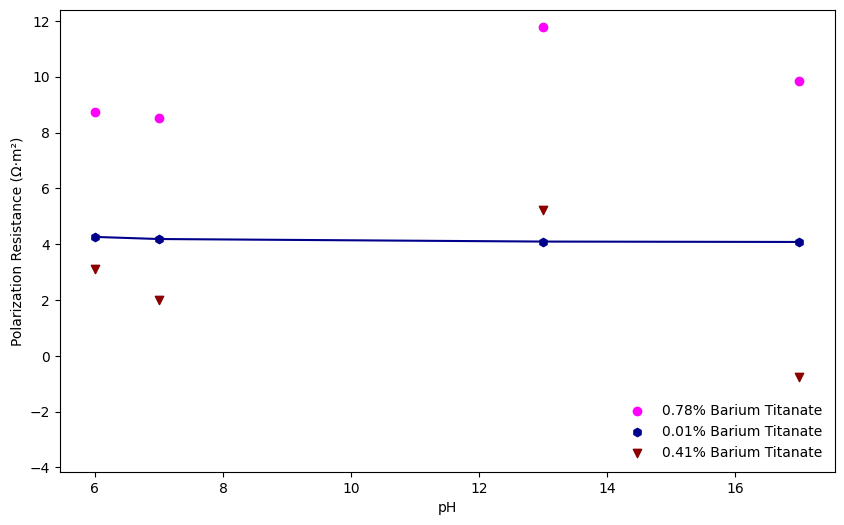 12
10
8
6
4
2
0
−2
−4
Polarization Resistance (Ω·m²)
0.78% Barium Titanate
0.01% Barium Titanate
0.41% Barium Titanate
6 8 10 12 14 16
pH